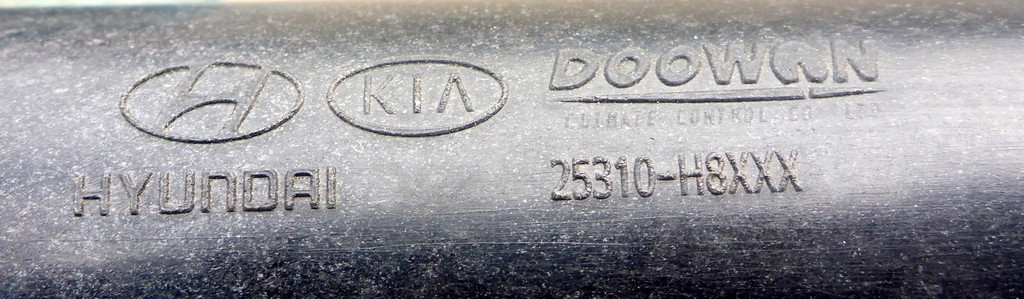 KIA
DOOWON
CLIMATE CONTROL CO LTD
HYUNDAI
25310-H8XXX